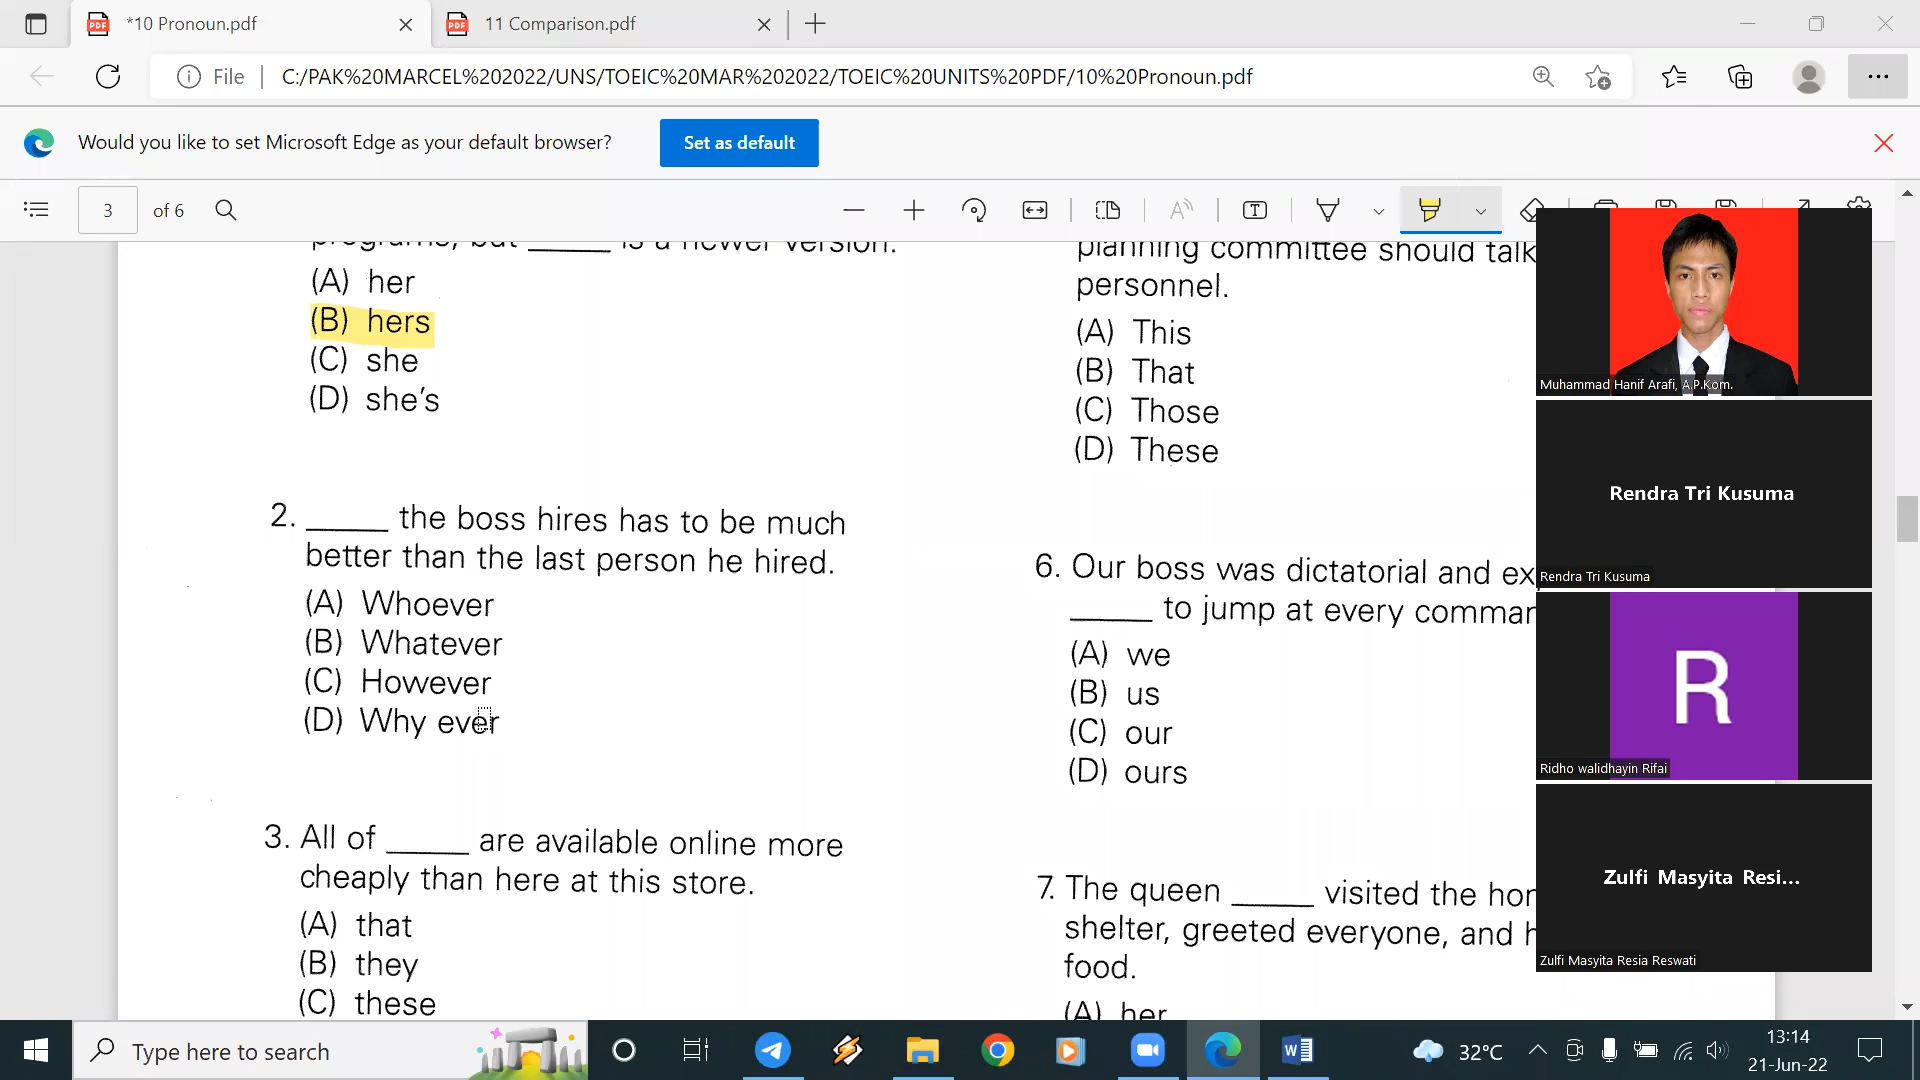 *10 Pronoun.pdf
11 Comparison.pdf
File
C:/PAK%20MARCEL%202022/UNS/TOEIC%20MAR%202022/TOEIC%20UNITS%20PDF/10%20Pronoun.pdf
Would you like to set Microsoft Edge as your default browser?
Set as default
3 of 6
programs, but _____ is a newer version.
(A) her
(B) hers
(C) she
(D) she's
2. _____ the boss hires has to be much
better than the last person he hired.
(A) Whoever
(B) Whatever
(C) However
(D) Why ever
3. All of _____ are available online more
cheaply than here at this store.
(A) that
(B) they
(C) these
planning committee should talk
personnel.
(A) This
(B) That
(C) Those
(D) These
6. Our boss was dictatorial and ex
_____ to jump at every comman
(A) we
(B) us
(C) our
(D) ours
7. The queen _____ visited the hom
shelter, greeted everyone, and h
food.
(A) her
Muhammad Hanif Arafi, A.P.Kom.
Rendra Tri Kusuma
Rendra Tri Kusuma
R
Ridho walidhayin Rifai
Zulfi Masyita Resi...
Zulfi Masyita Resia Reswati
Type here to search
32°C
13:14
21-Jun-22